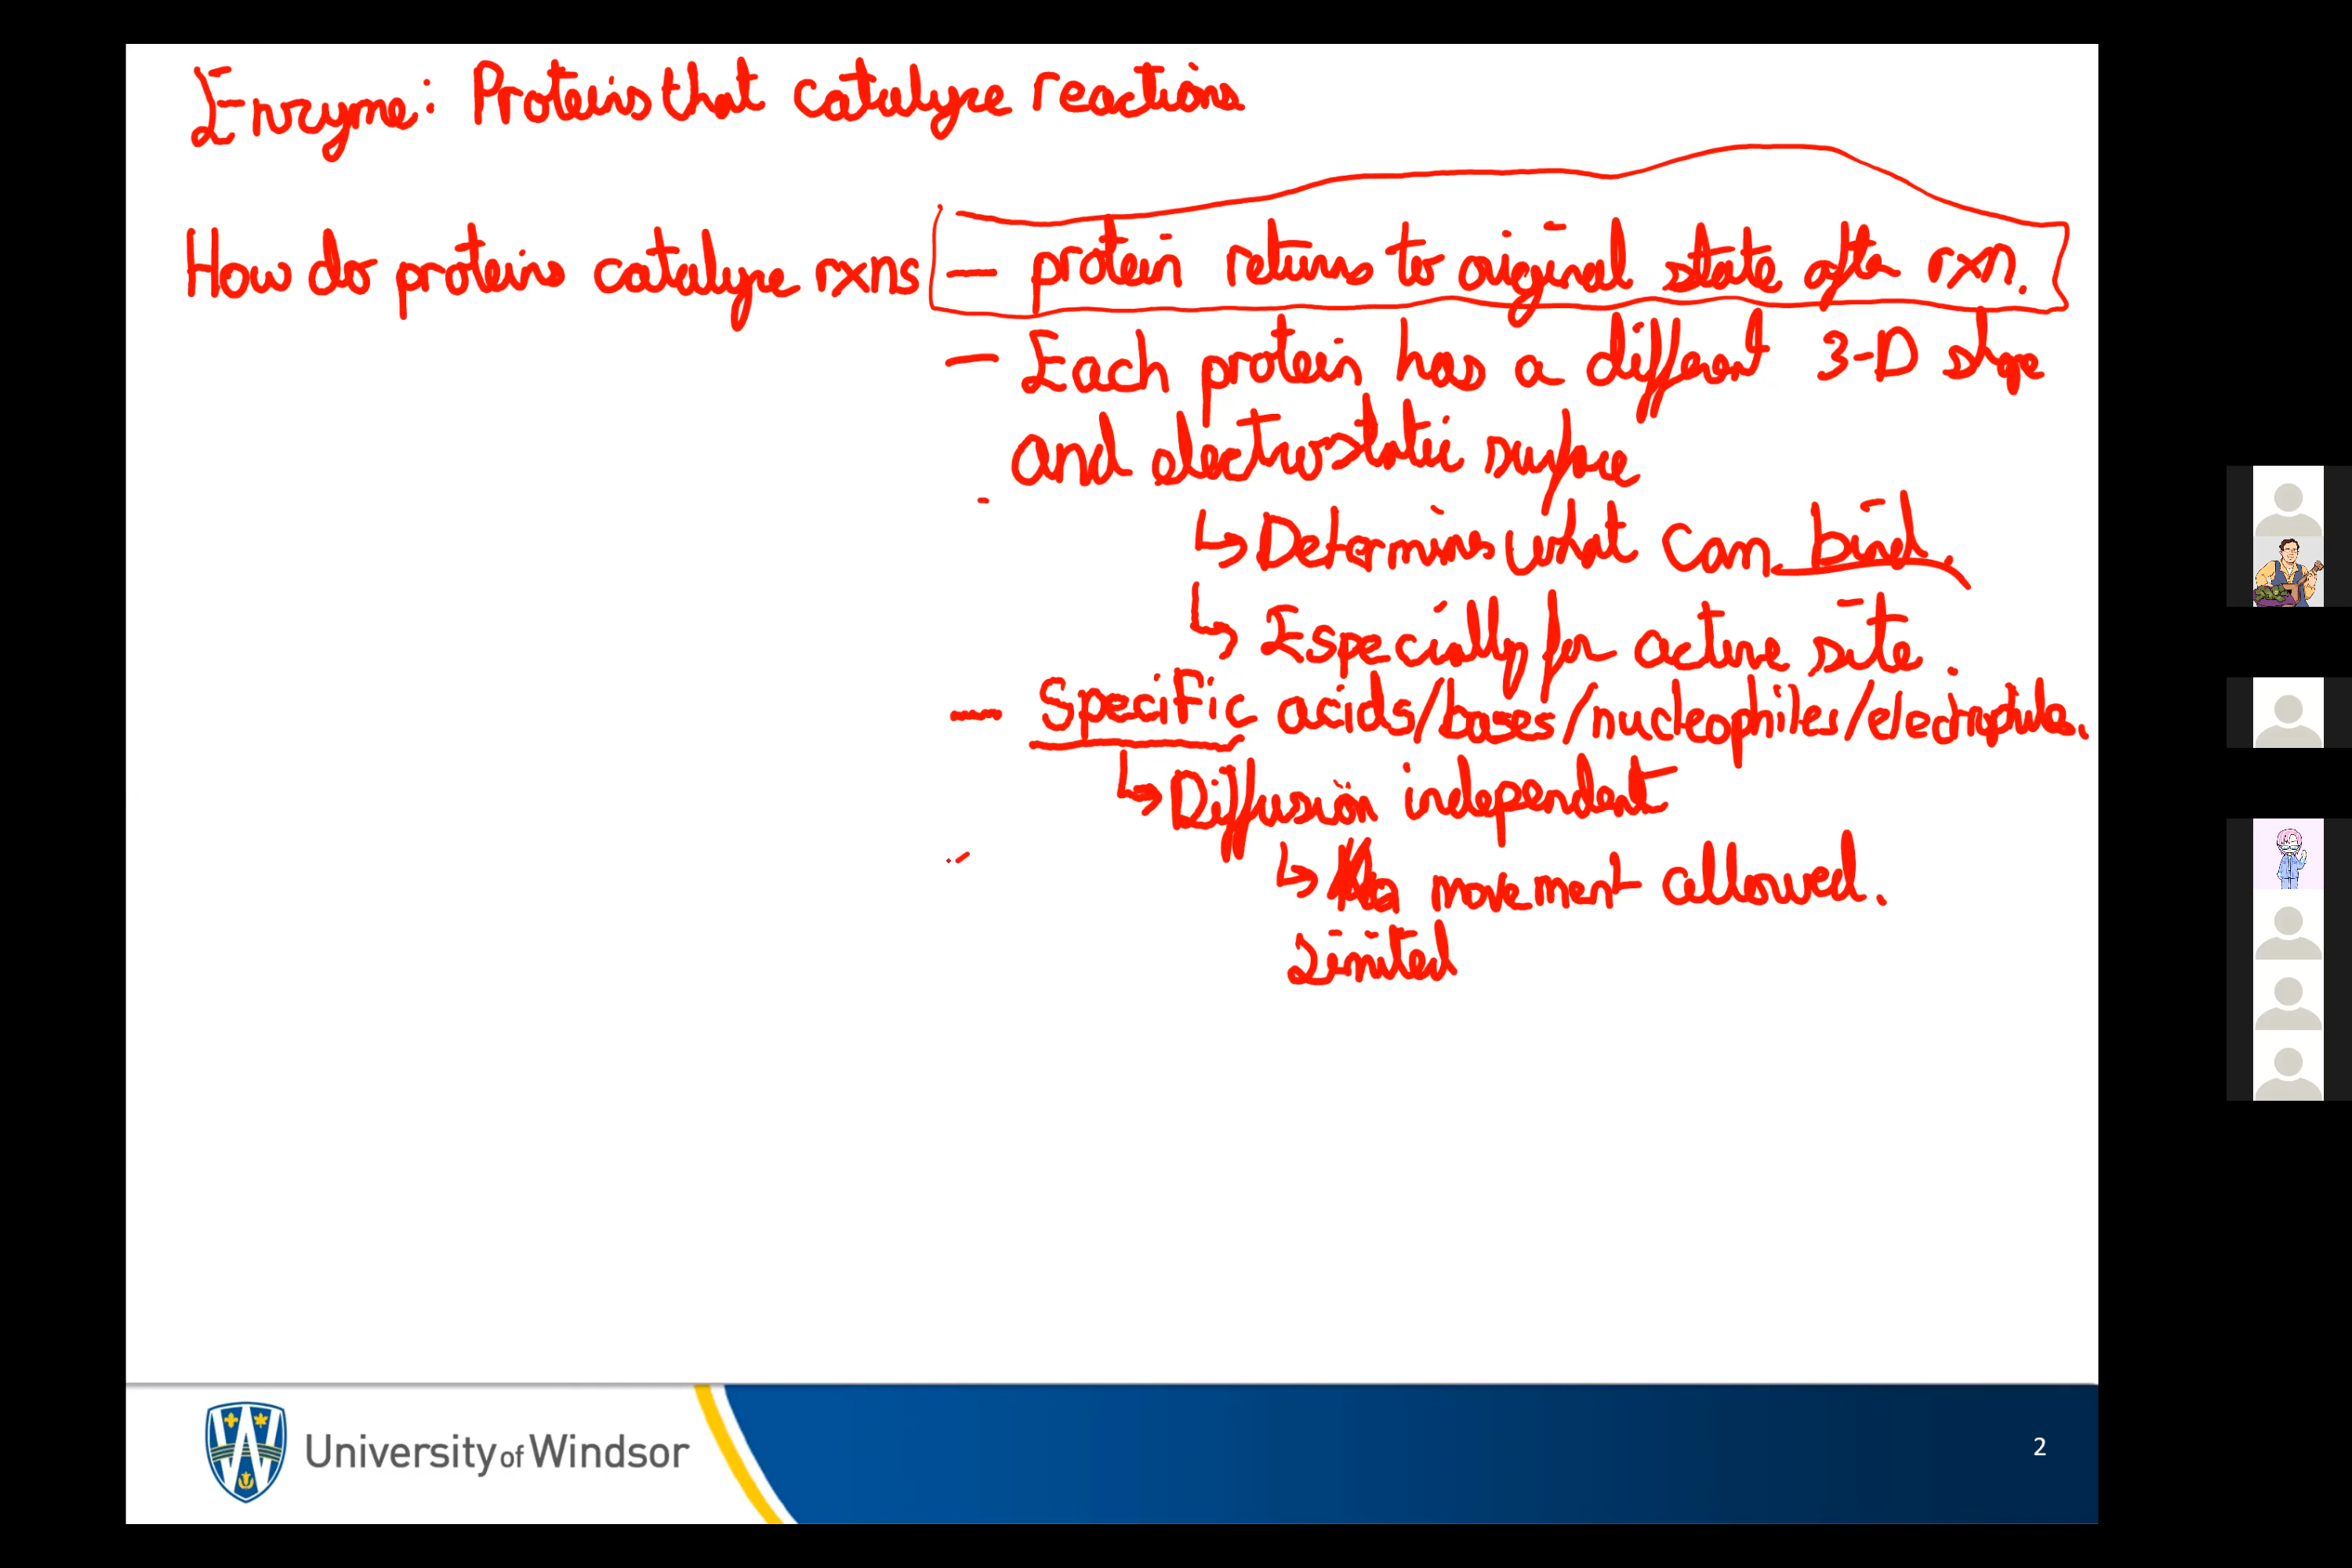 Enzyme: Proteins that catalyze reactions
How do proteins catalyze rxns — protein returns to original state after rxn.
— Each protein has a different 3-D shape
and electrostatic surface
↳ Determines what can bind.
↳ Especially for active site.
— Specific acids/bases/nucleophiles/electrophiles.
↳ Diffusion independent
↳ movement allowed.
Limited
University of Windsor
2